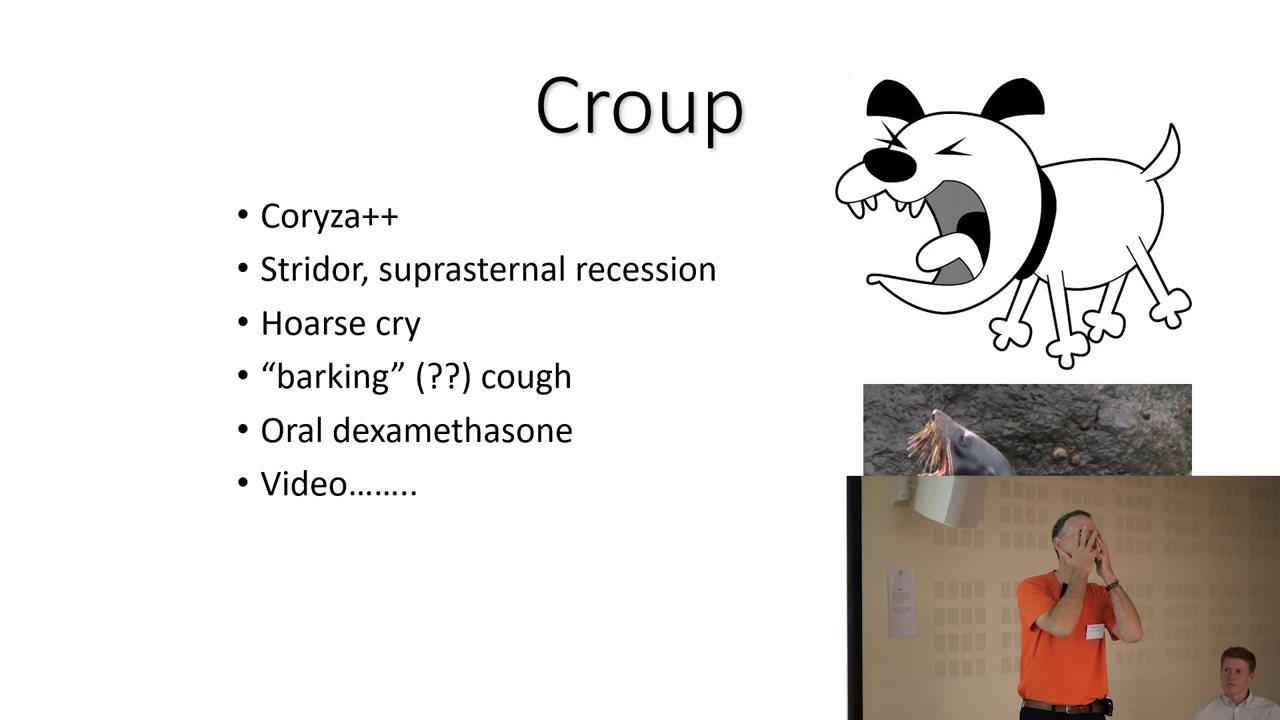 Croup
• Coryza++
• Stridor, suprasternal recession
• Hoarse cry
• “barking” (??) cough
• Oral dexamethasone
• Video……..